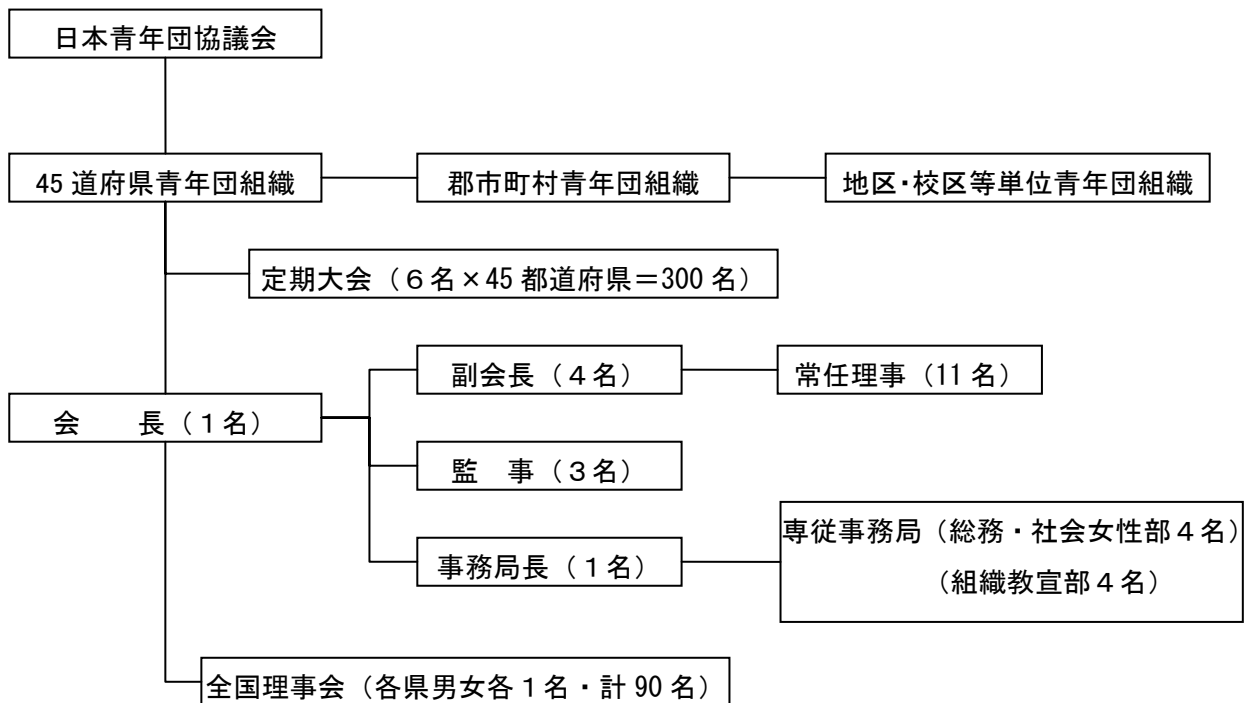 日本青年団協議会
45道府県青年団組織
郡市町村青年団組織
地区・校区等単位青年団組織
定期大会（６名×45都道府県＝300名）
副会長（４名）
常任理事（11名）
会　　長（１名）
監　事（３名）
専従事務局（総務・社会女性部４名）
事務局長（１名）
（組織教宣部４名）
全国理事会（各県男女各１名・計90名）